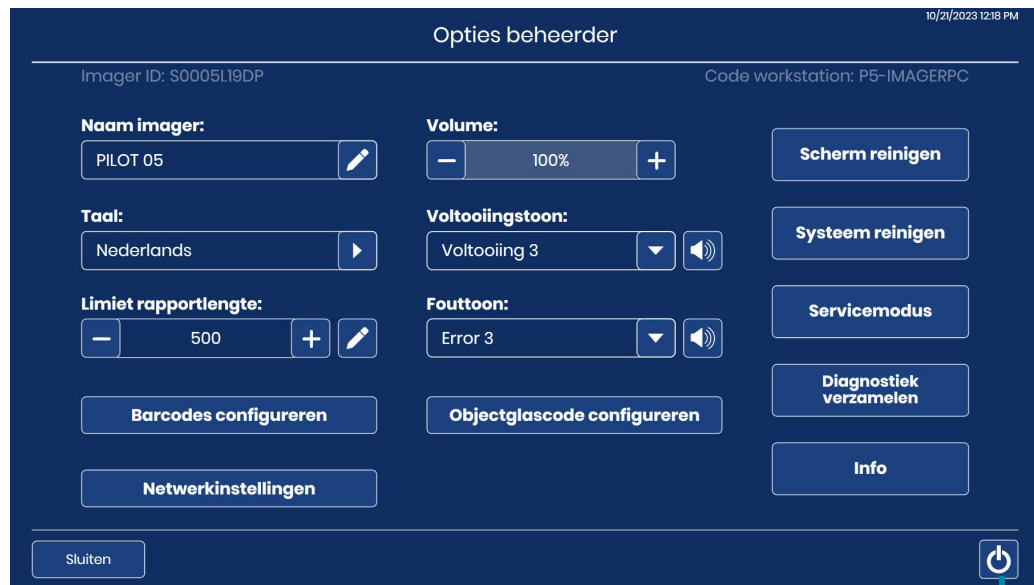 10/21/2023 12:18 PM
Opties beheerder
Imager ID: S0005L19DP
Code workstation: P5-IMAGERPC
Naam imager:
PILOT 05
Volume:
100%
Scherm reinigen
Taal:
Nederlands
Voltooiingstoon:
Voltooiing 3
Systeem reinigen
Limiet rapportlengte:
500
Fouttoon:
Error 3
Servicemodus
Diagnostiek
verzamelen
Barcodes configureren
Objectglascode configureren
Info
Netwerkinstellingen
Sluiten